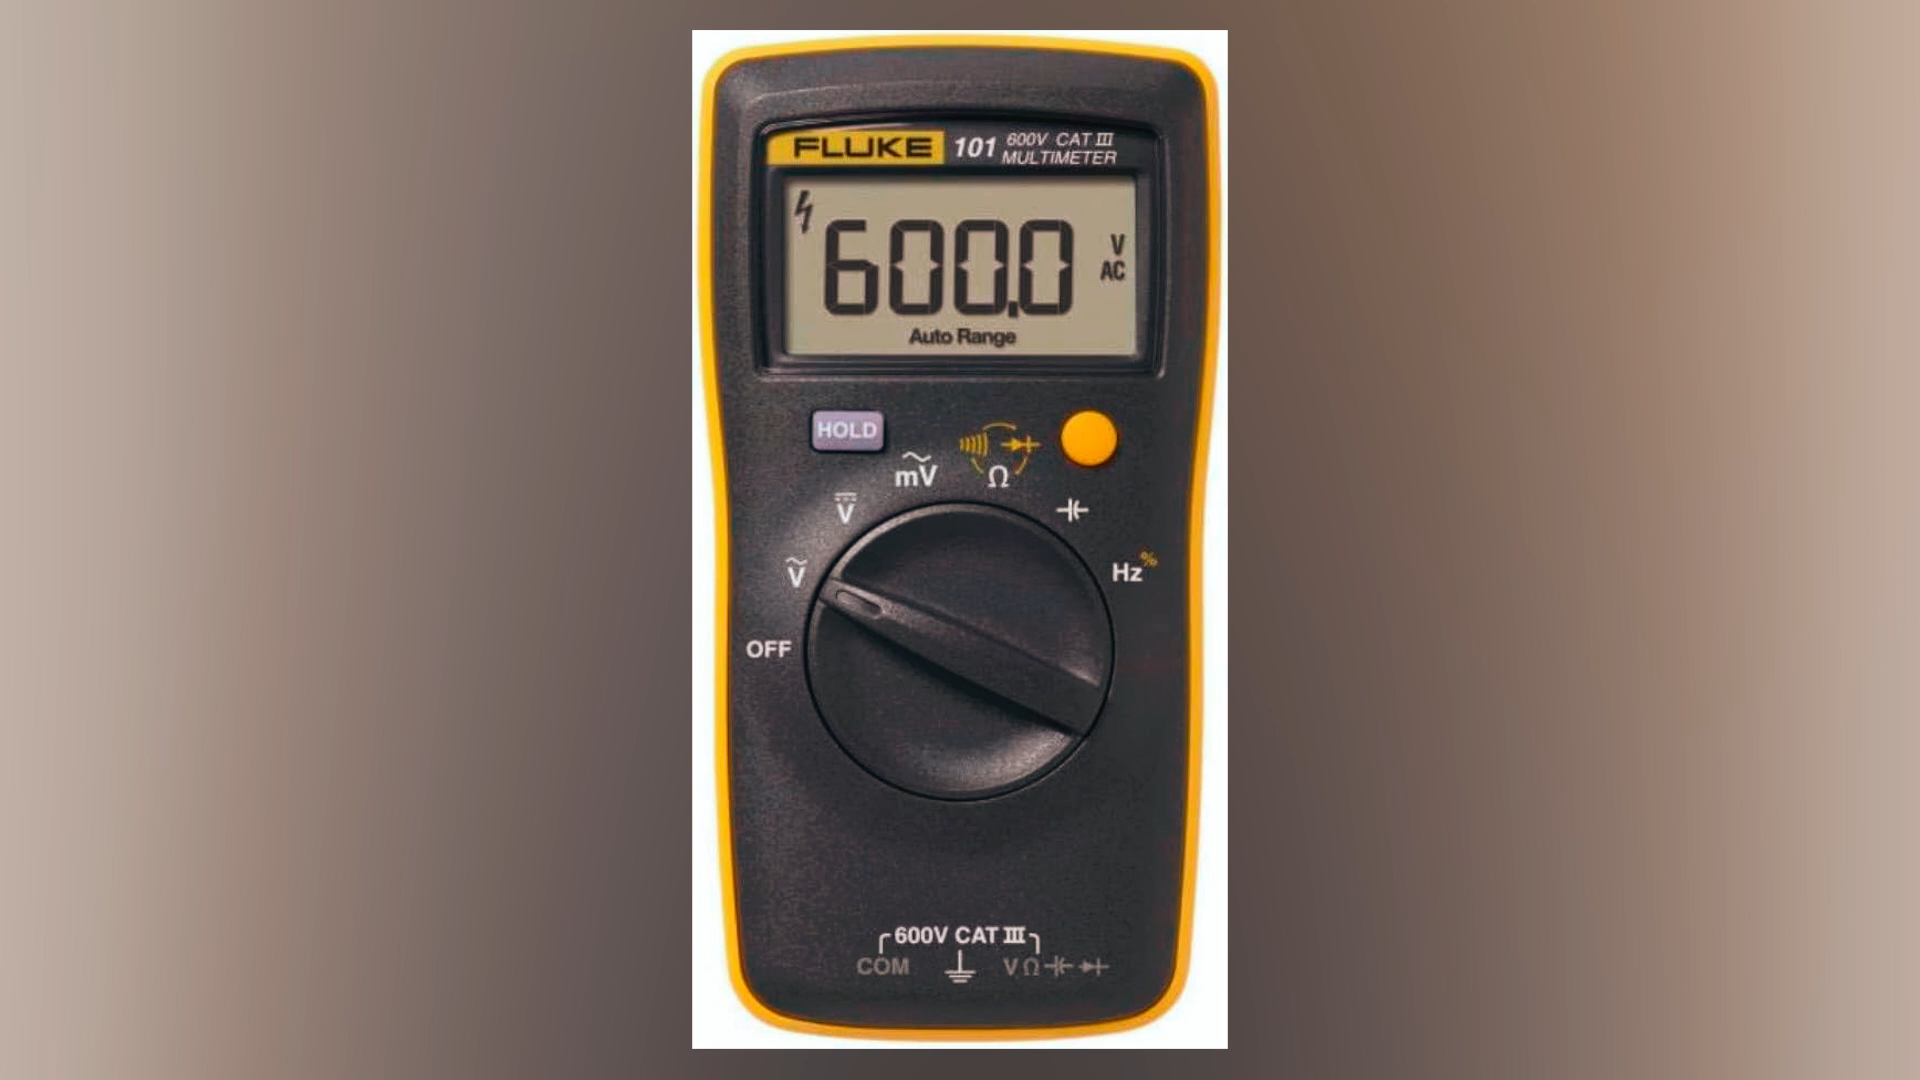 FLUKE 101 600V CAT III
MULTIMETER
600.0 V
AC
Auto Range
HOLD
mV
Ω
V
V
Hz %
OFF
600V CAT III
COM V Ω